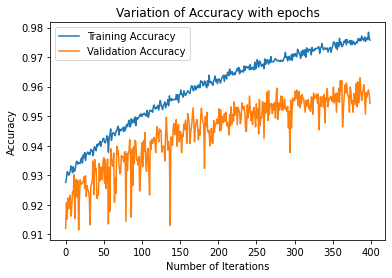 Variation of Accuracy with epochs
Training Accuracy
Validation Accuracy
Accuracy
0.98
0.97
0.96
0.95
0.94
0.93
0.92
0.91
0 50 100 150 200 250 300 350 400
Number of Iterations